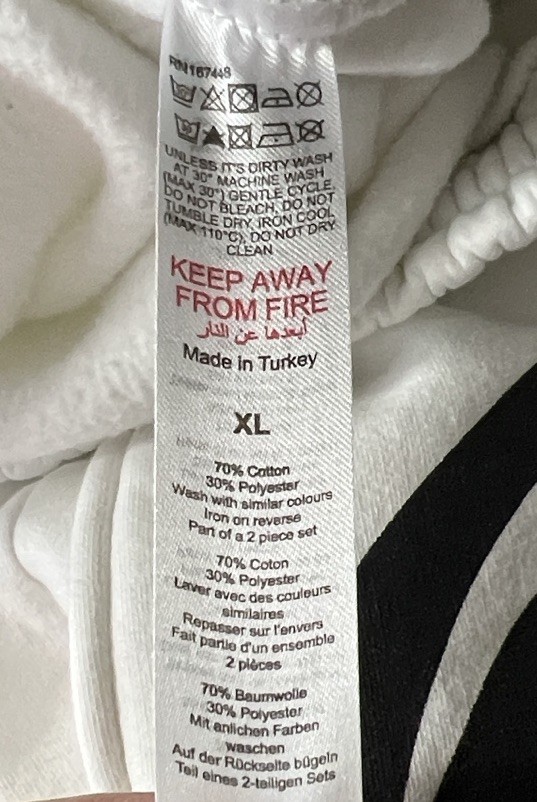 RN167448
UNLESS IT'S DIRTY WASH
AT 30° MACHINE WASH
(MAX 30°) GENTLE CYCLE,
DO NOT BLEACH, DO NOT
TUMBLE DRY, IRON COOL
(MAX 110°C), DO NOT DRY
CLEAN
KEEP AWAY
FROM FIRE
أبعدها عن النار
Made in Turkey
XL
70% Cotton
30% Polyester
Wash with similar colours
Iron on reverse
Part of a 2 piece set
70% Coton
30% Polyester
Laver avec des couleurs
similaires
Repasser sur l'envers
Fait partie d'un ensemble
2 pièces
70% Baumwolle
30% Polyester
Mit anlichen Farben
waschen
Auf der Rückseite bügeln
Teil eines 2-teiligen Sets